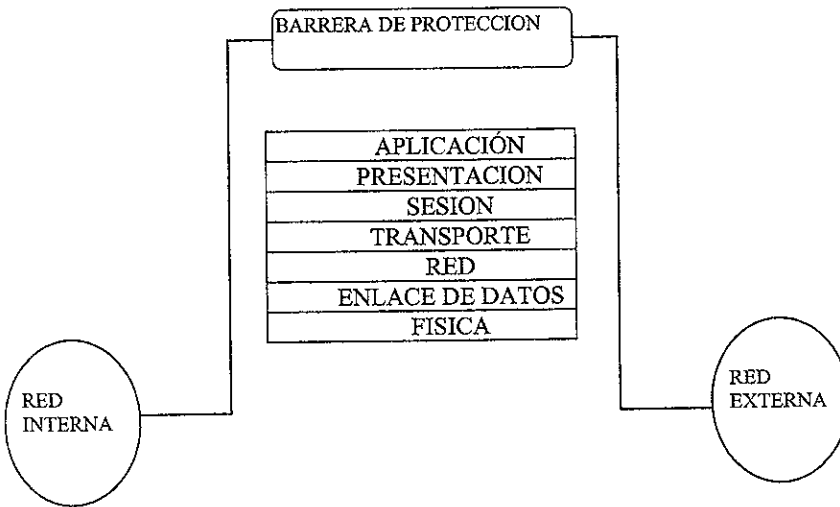 BARRERA DE PROTECCION
APLICACIÓN
PRESENTACION
SESION
TRANSPORTE
RED
ENLACE DE DATOS
FISICA
RED
INTERNA
RED
EXTERNA